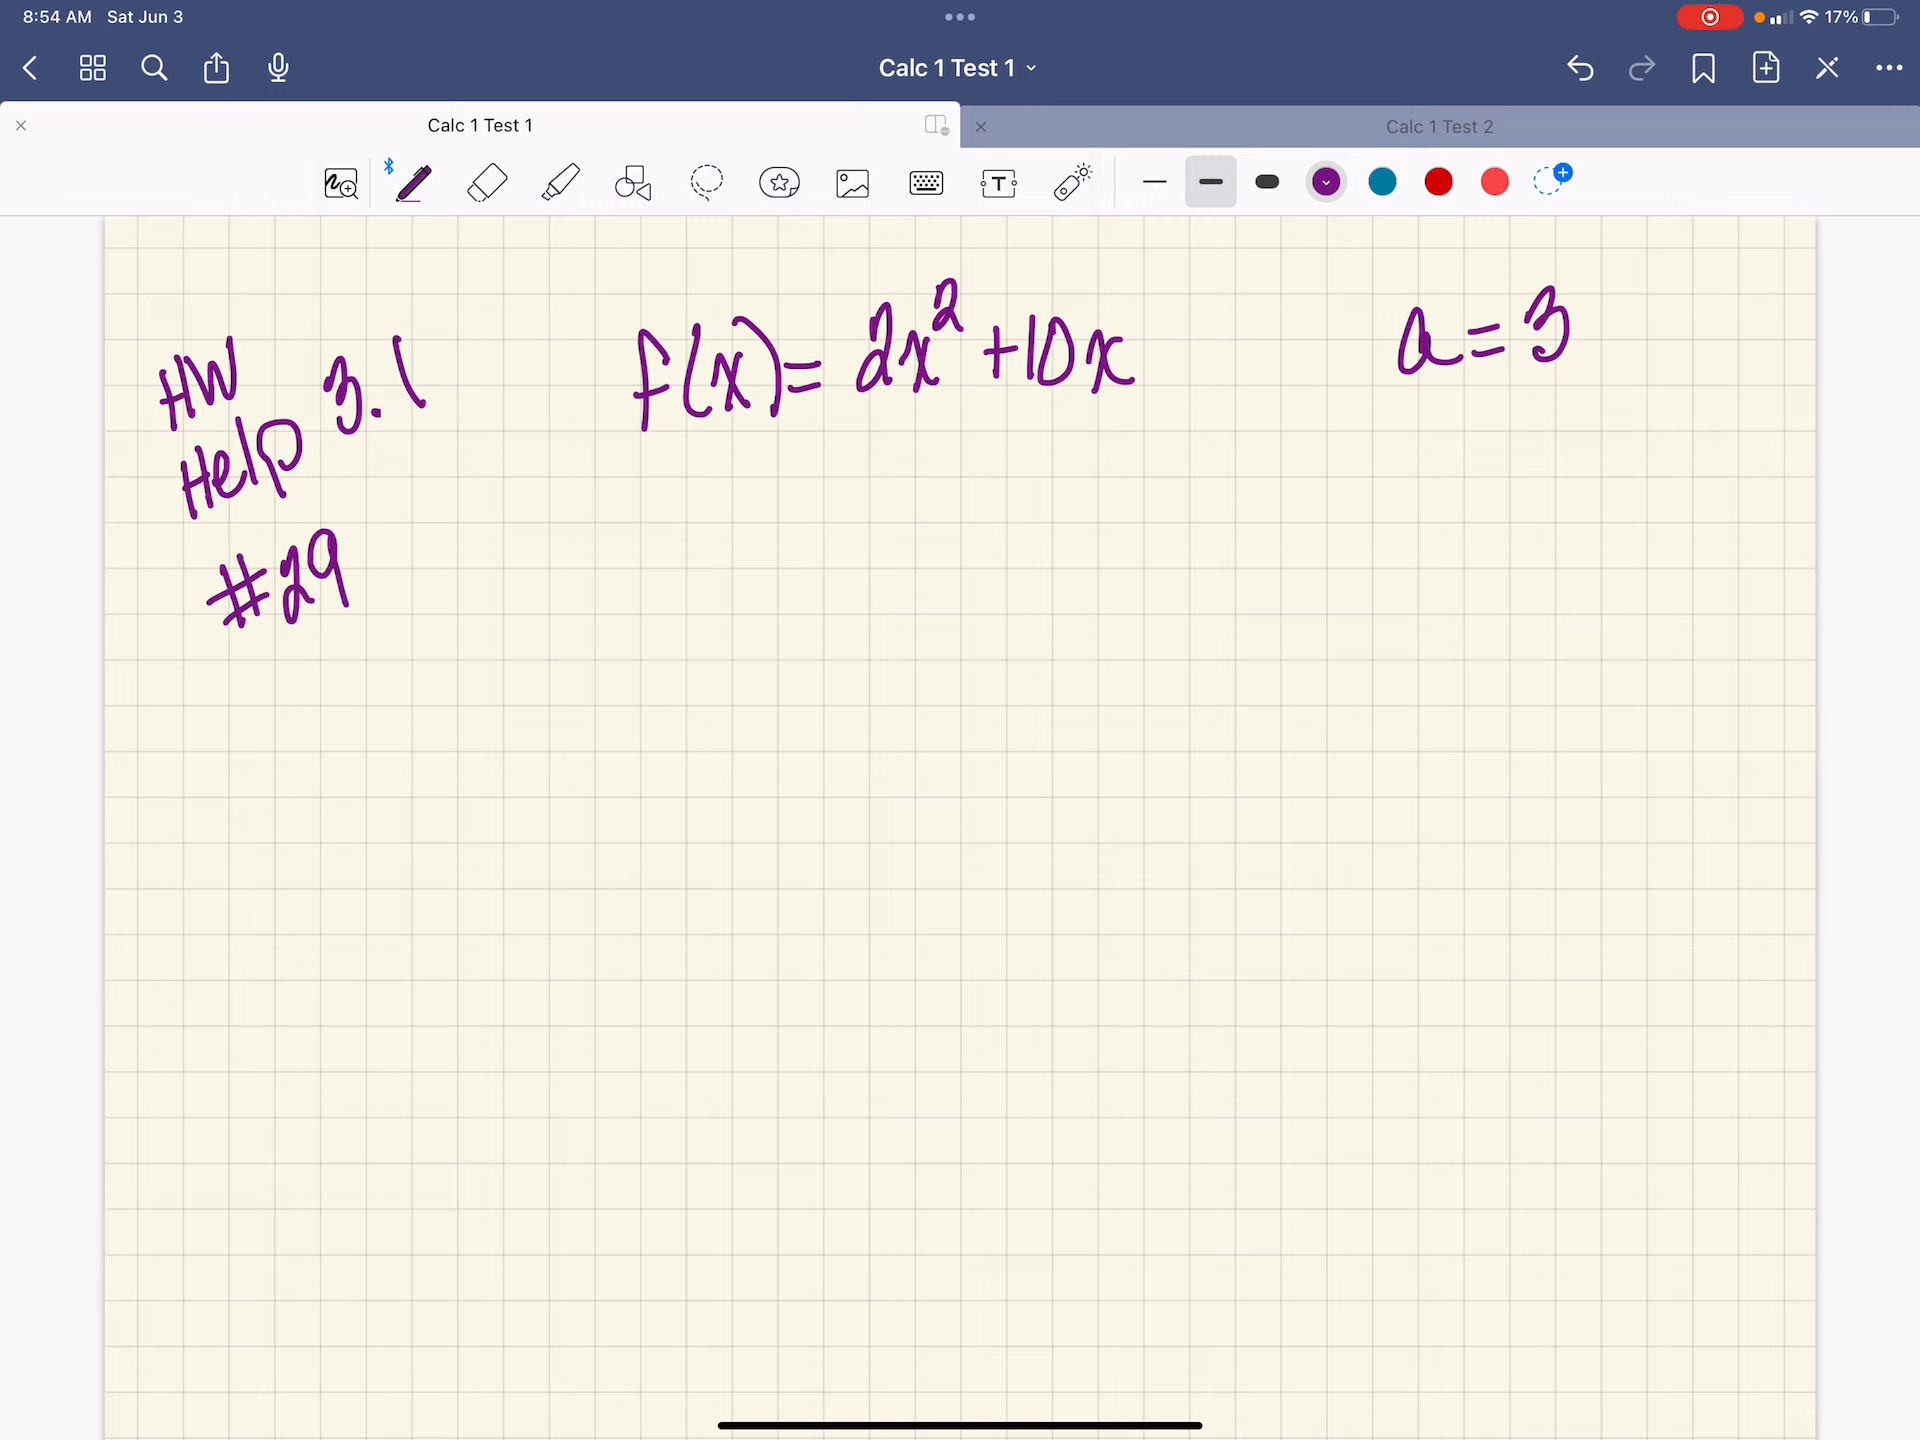 8:54 AM Sat Jun 3
17%
Calc 1 Test 1
Calc 1 Test 1
Calc 1 Test 2
T
HW 3.1
Help
#29
f(x)= 2x² +10x
a=3